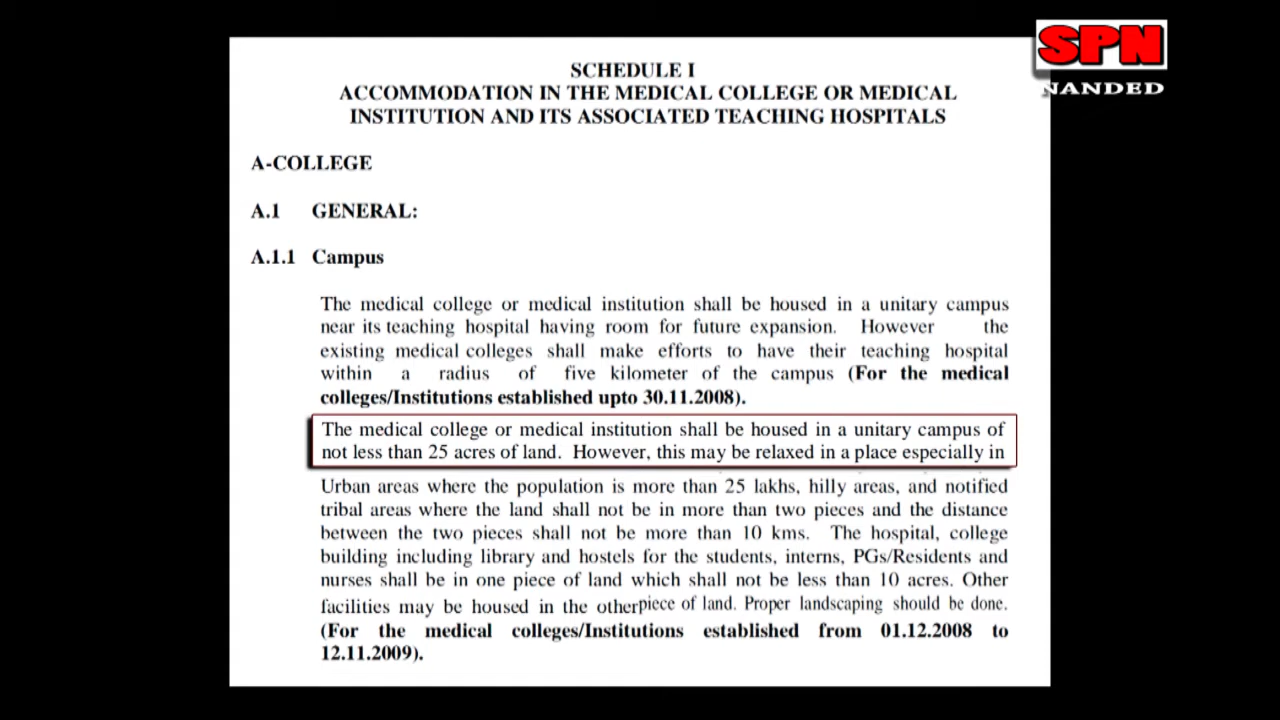 SPN
NANDED
SCHEDULE I
ACCOMMODATION IN THE MEDICAL COLLEGE OR MEDICAL
INSTITUTION AND ITS ASSOCIATED TEACHING HOSPITALS
A-COLLEGE
A.1 GENERAL:
A.1.1 Campus
The medical college or medical institution shall be housed in a unitary campus
near its teaching hospital having room for future expansion. However the
existing medical colleges shall make efforts to have their teaching hospital
within a radius of five kilometer of the campus (For the medical
colleges/Institutions established upto 30.11.2008).
The medical college or medical institution shall be housed in a unitary campus of
not less than 25 acres of land. However, this may be relaxed in a place especially in
Urban areas where the population is more than 25 lakhs, hilly areas, and notified
tribal areas where the land shall not be in more than two pieces and the distance
between the two pieces shall not be more than 10 kms. The hospital, college
building including library and hostels for the students, interns, PGs/Residents and
nurses shall be in one piece of land which shall not be less than 10 acres. Other
facilities may be housed in the otherpiece of land. Proper landscaping should be done.
(For the medical colleges/Institutions established from 01.12.2008 to
12.11.2009).